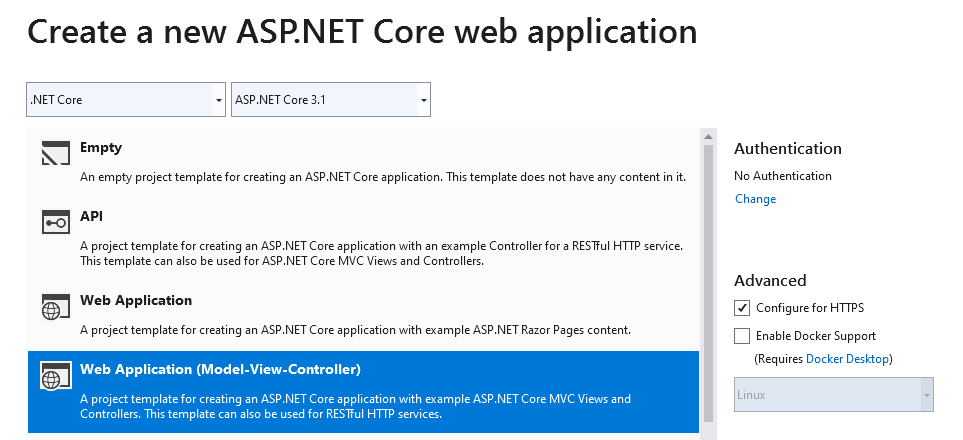 Create a new ASP.NET Core web application
.NET Core
ASP.NET Core 3.1
Empty
An empty project template for creating an ASP.NET Core application. This template does not have any content in it.
API
A project template for creating an ASP.NET Core application with an example Controller for a RESTful HTTP service.
This template can also be used for ASP.NET Core MVC Views and Controllers.
Web Application
A project template for creating an ASP.NET Core application with example ASP.NET Razor Pages content.
Web Application (Model-View-Controller)
A project template for creating an ASP.NET Core application with example ASP.NET Core MVC Views and
Controllers. This template can also be used for RESTful HTTP services.
Authentication
No Authentication
Change
Advanced
Configure for HTTPS
Enable Docker Support
(Requires Docker Desktop)
Linux